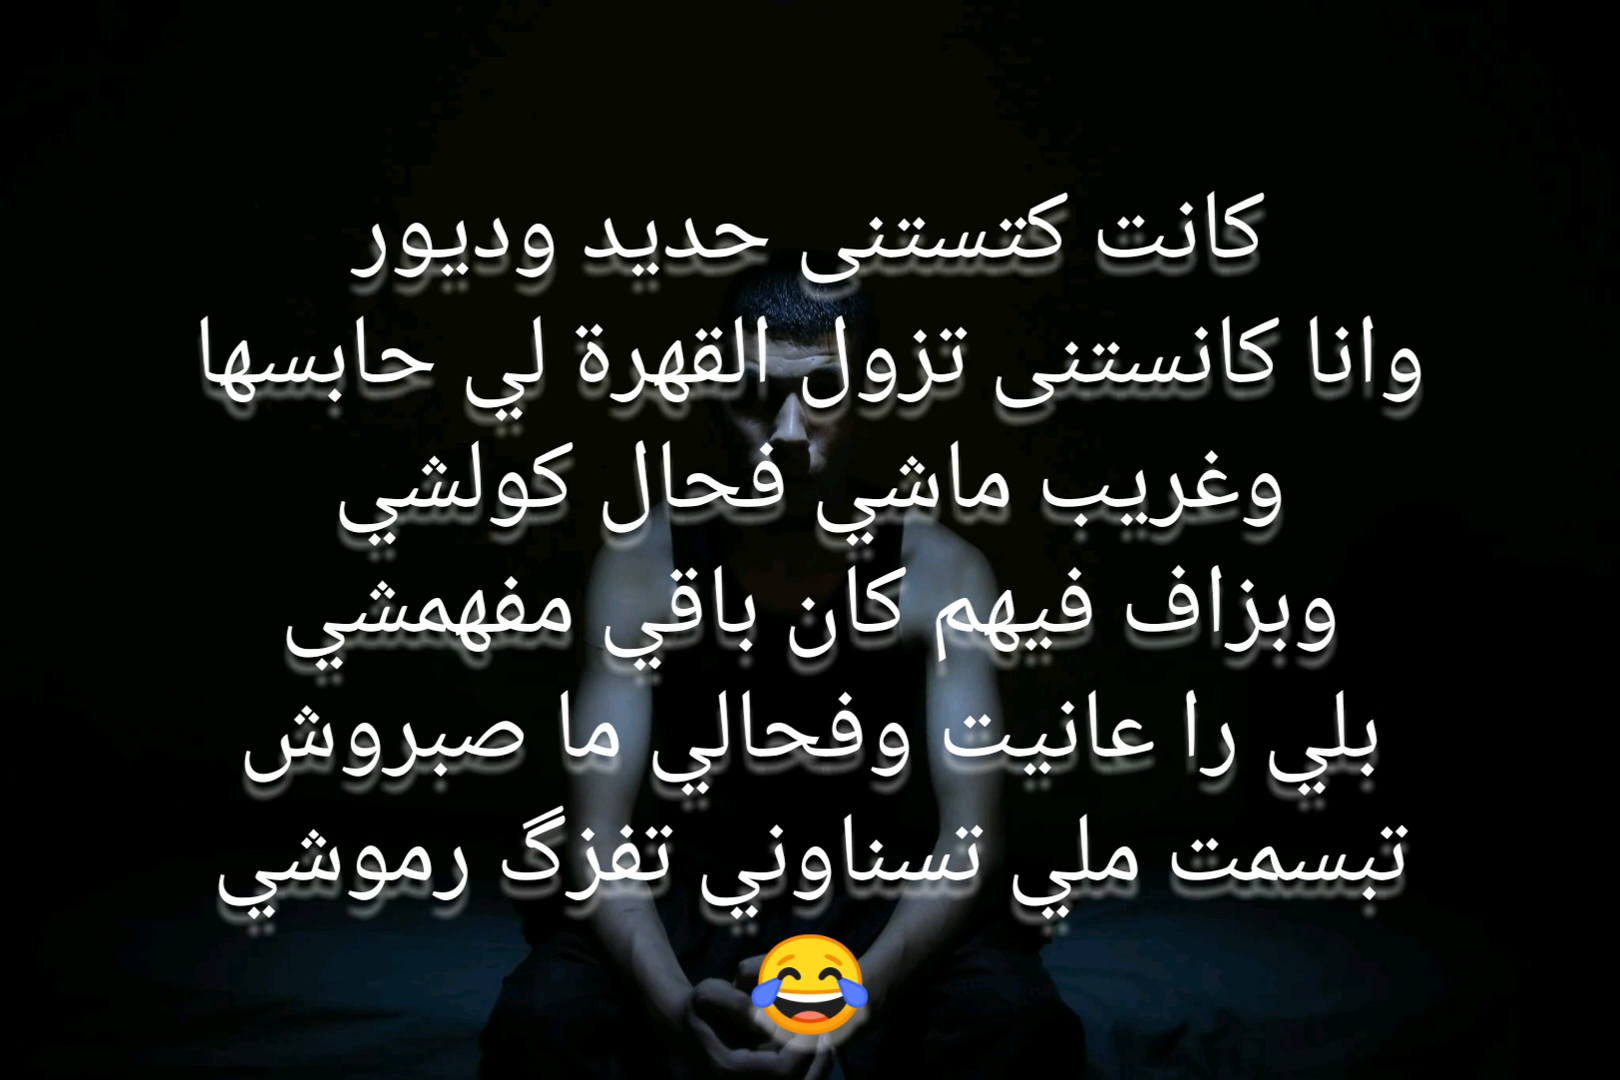 كانت كتستنى حديد وديور
وانا كانستنى تزول القهرة لي حابسها
وغريب ماشي فحال كولشي
وبزاف فيهم كان باقي مفهمشي
بلي را عانيت وفحالي ما صبروش
تبسمت ملي تسناوني تفزگ رموشي
😂